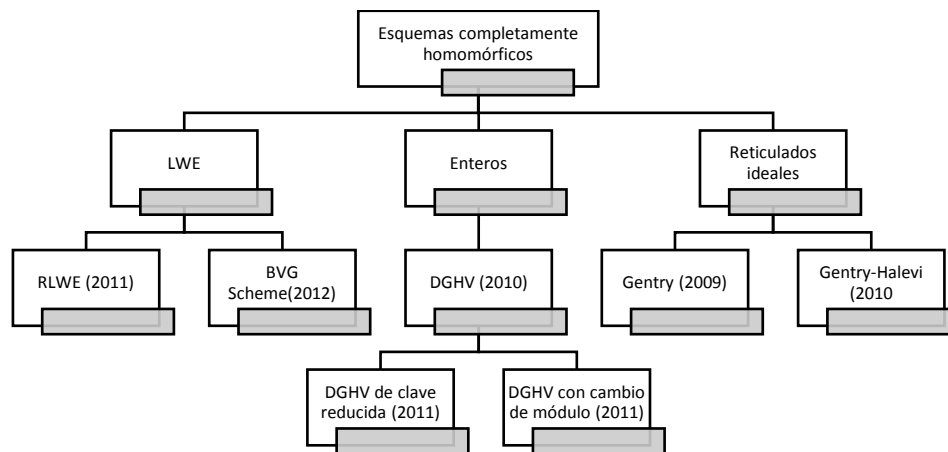 Esquemas completamente
homomórficos
LWE
Enteros
Reticulados
ideales
RLWE (2011)
BVG
Scheme(2012)
DGHV (2010)
Gentry (2009)
Gentry-Halevi
(2010
DGHV de clave
reducida (2011)
DGHV con cambio
de módulo (2011)